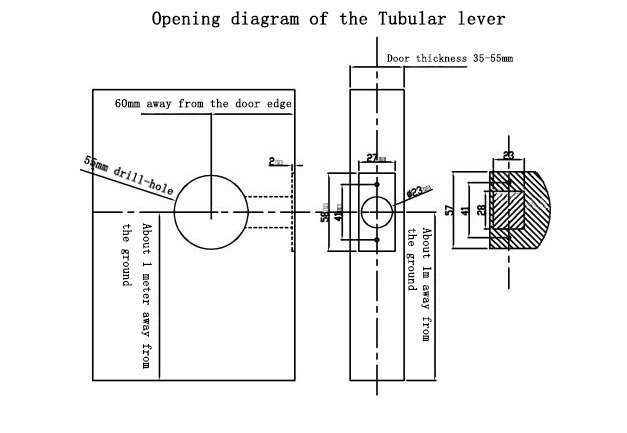 Opening diagram of the Tubular lever
Door thickness 35-55mm
60mm away from the door edge
55mm drill-hole
2mm
27mm
ø23mm
58mm
41mm
23
57
41
28
About 1 meter away from
the ground
About 1m away from
the ground